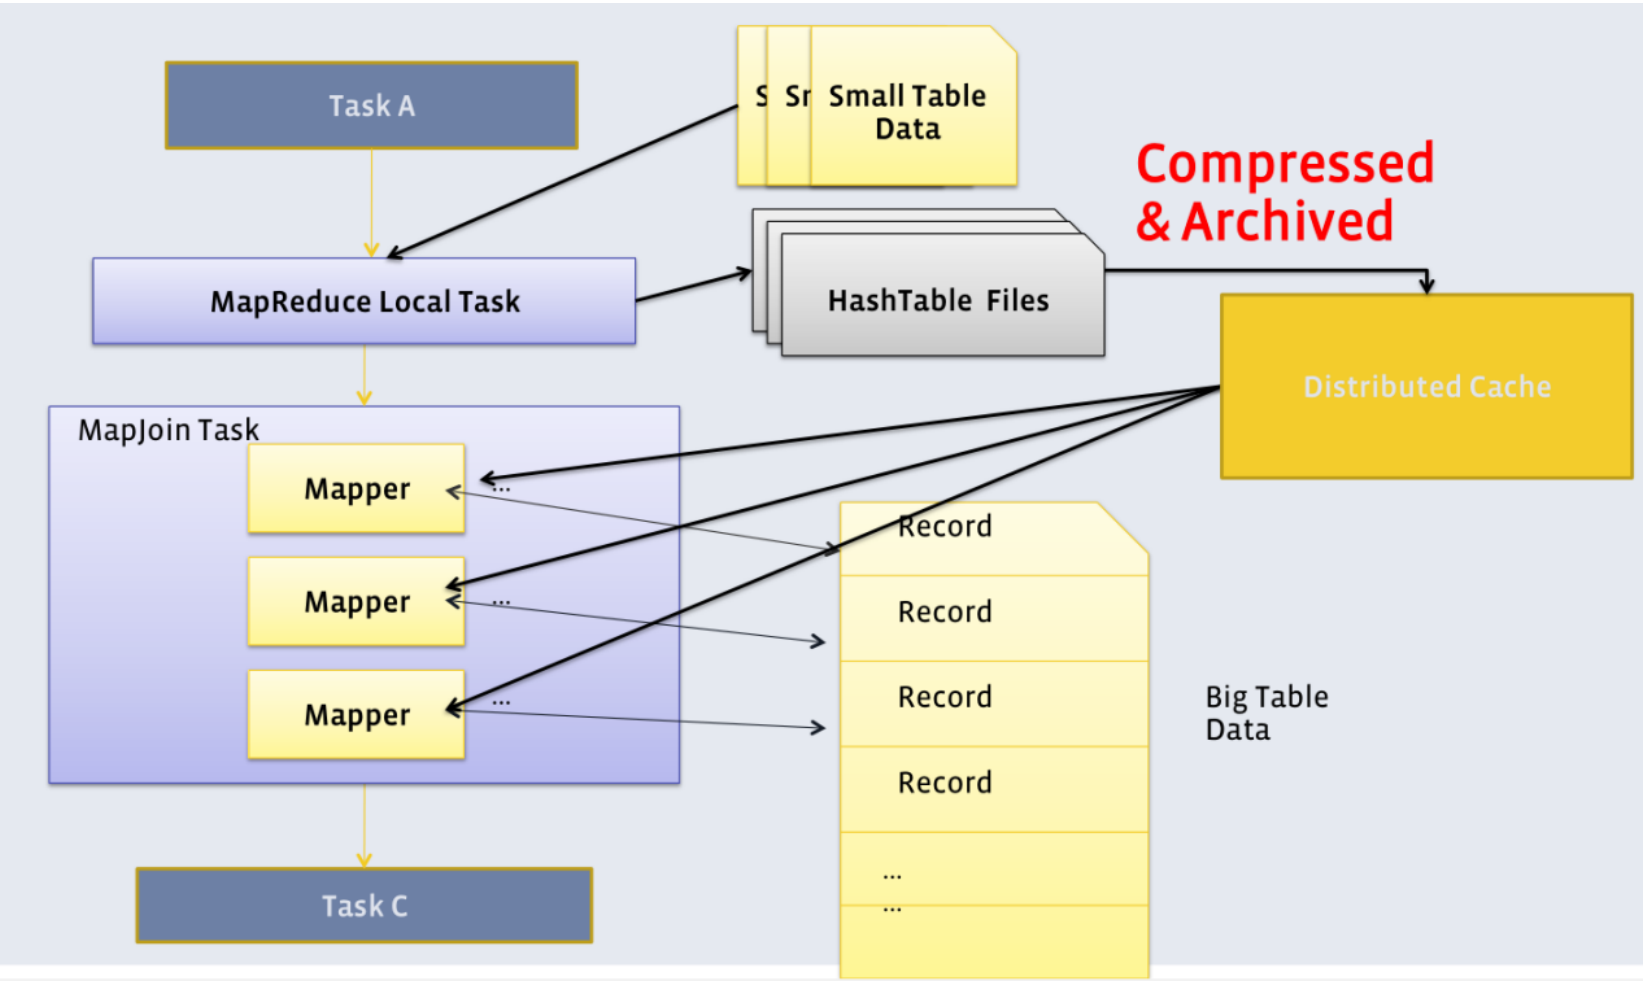 Task A
S
Sr
Small Table
Data
Compressed
& Archived
MapReduce Local Task
HashTable Files
Distributed Cache
MapJoin Task
Mapper
...
Mapper
...
Mapper
...
Record
Record
Record
Record
...
...
Big Table
Data
Task C